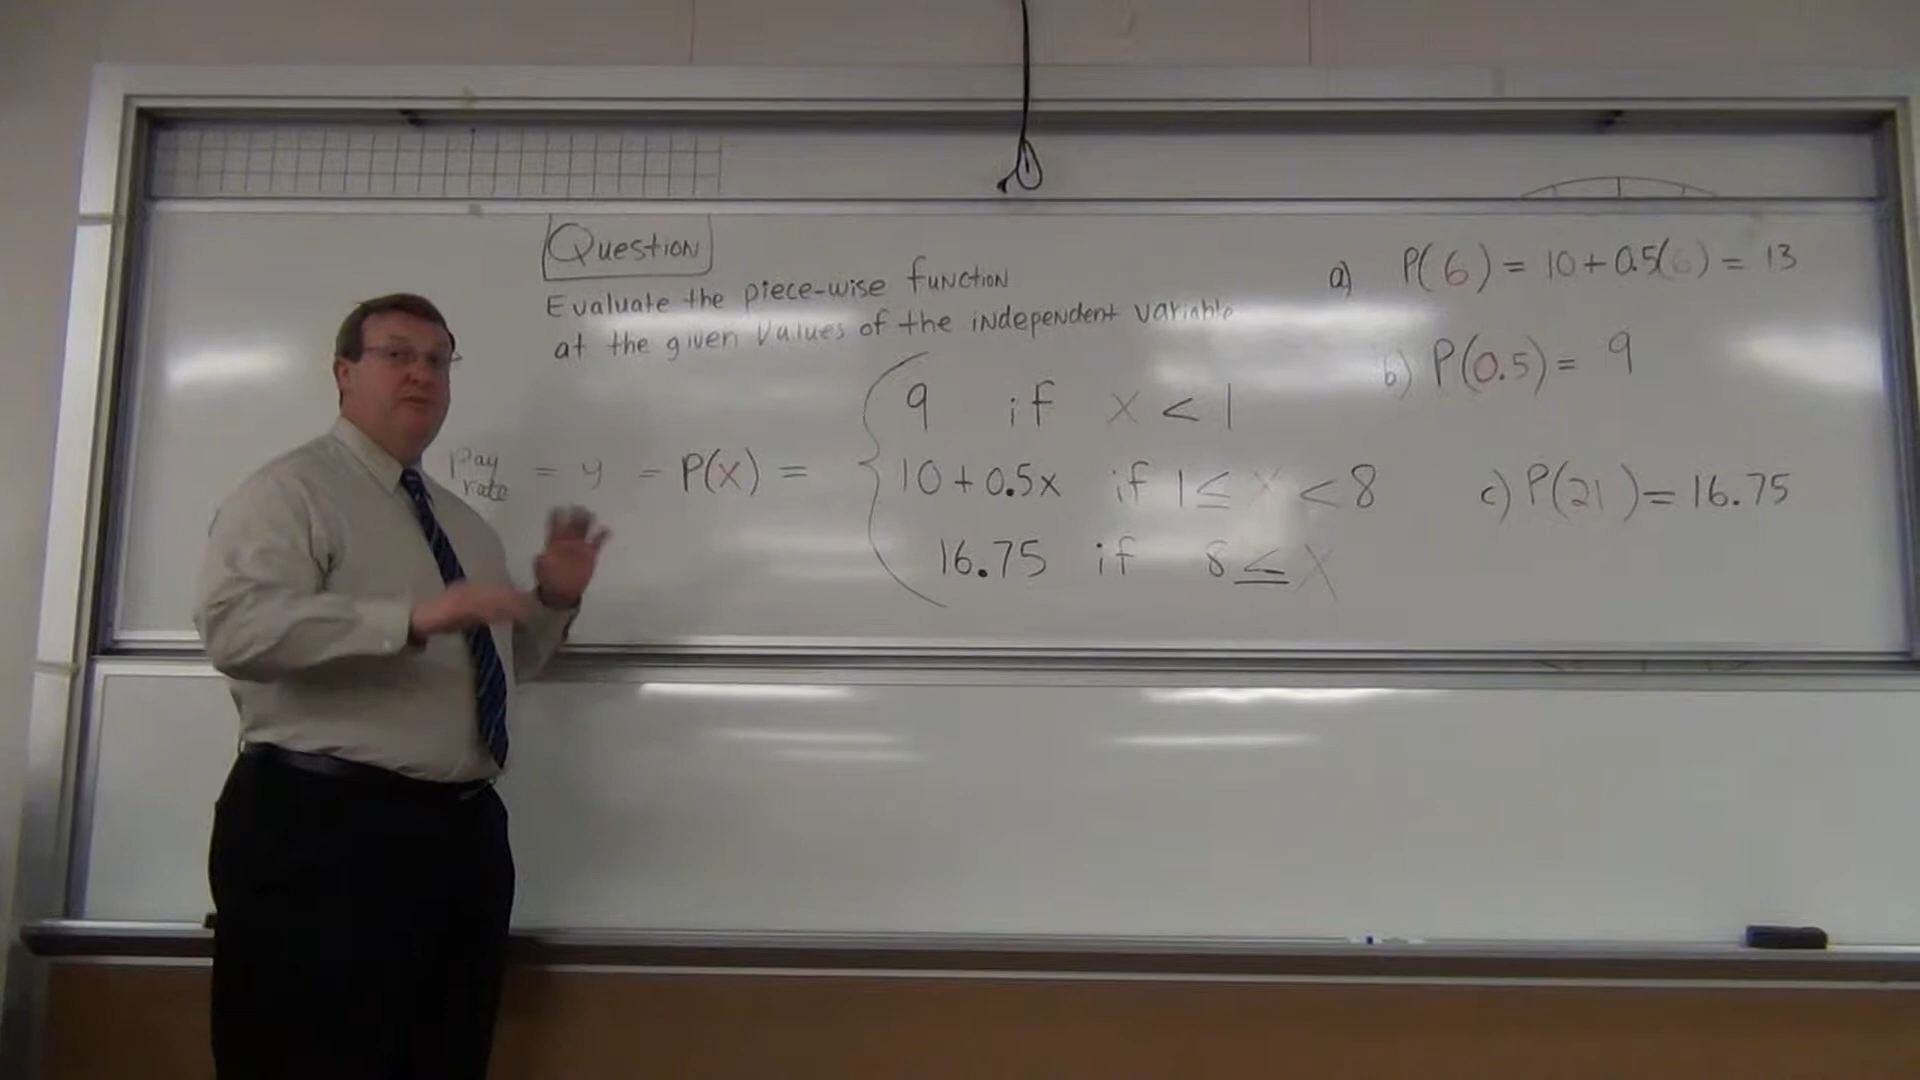 Question
Evaluate the piece-wise function
at the given values of the independent variable
Pay rate = y = P(x) =
9 if x < 1
10 + 0.5x if 1 ≤ x < 8
16.75 if 8 ≤ x
a) P(6) = 10 + 0.5(6) = 13
b) P(0.5) = 9
c) P(21) = 16.75